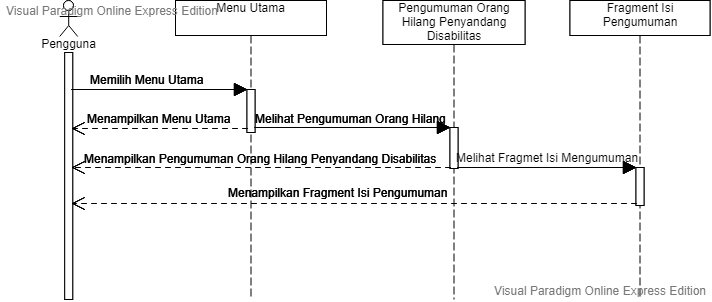 Visual Paradigm Online Express Edition
Menu Utama
Pengumuman Orang
Hilang Penyandang
Disabilitas
Fragment Isi
Pengumuman
Pengguna
Memilih Menu Utama
Menampilkan Menu Utama
Melihat Pengumuman Orang Hilang
Menampilkan Pengumuman Orang Hilang Penyandang Disabilitas
Melihat Fragmet Isi Mengumuman
Menampilkan Fragment Isi Pengumuman
Visual Paradigm Online Express Edition